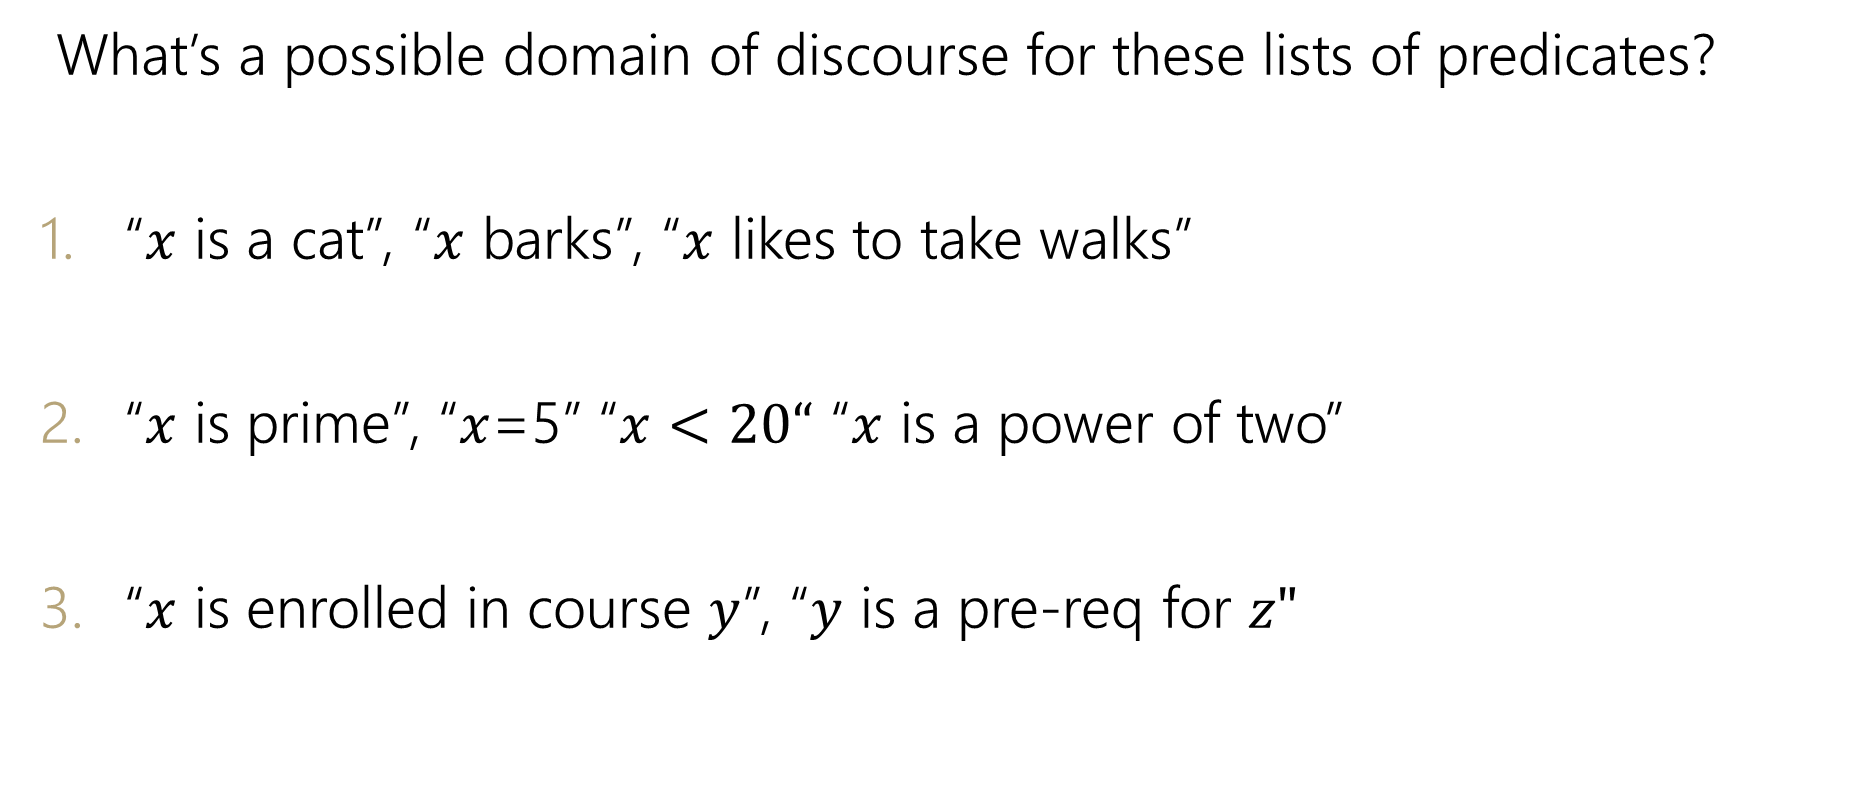 What’s a possible domain of discourse for these lists of predicates?
1. “x is a cat”, “x barks”, “x likes to take walks”
2. “x is prime”, “x=5” “x < 20“ “x is a power of two”
3. “x is enrolled in course y”, “y is a pre-req for z"